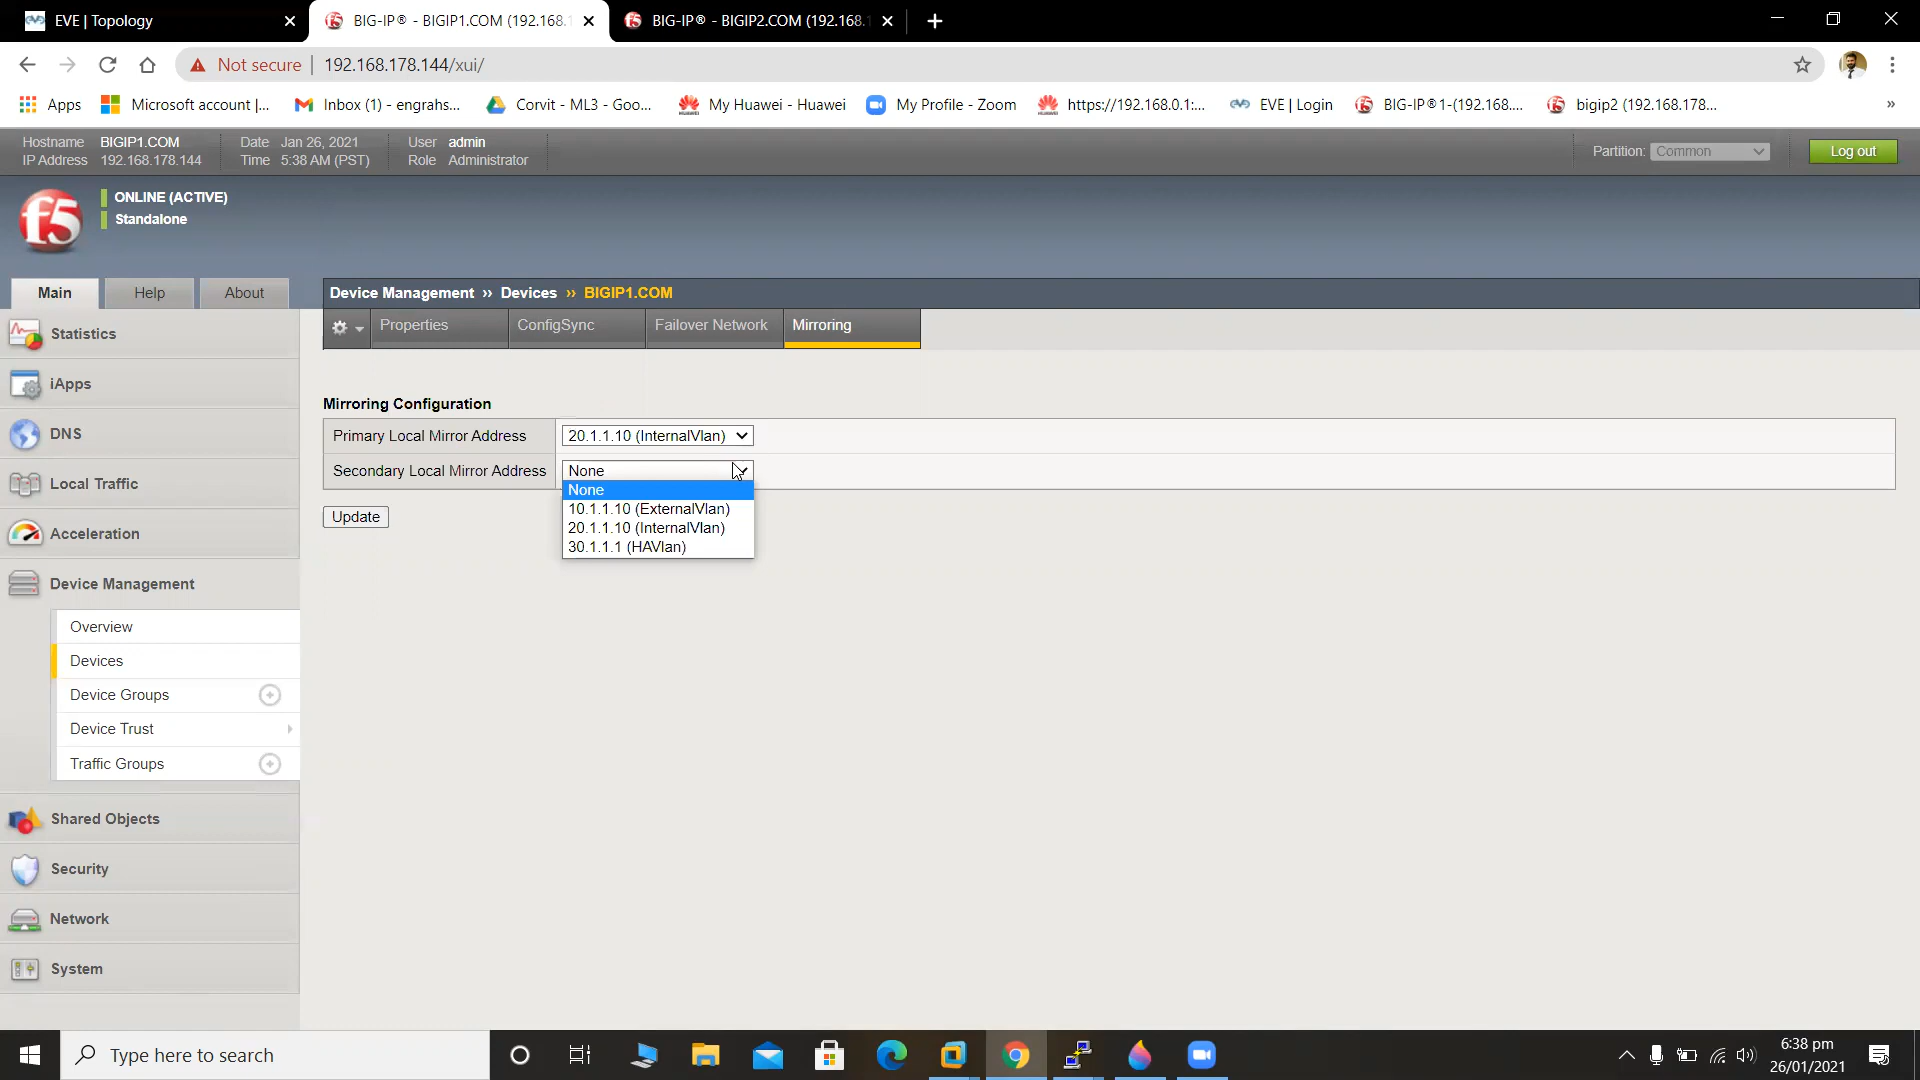 EVE | Topology
BIG-IP® - BIGIP1.COM (192.168.
BIG-IP® - BIGIP2.COM (192.168.1
Not secure
192.168.178.144/xui/
Apps
Microsoft account |...
Inbox (1) - engrahs...
Corvit - ML3 - Goo...
My Huawei - Huawei
My Profile - Zoom
https://192.168.0.1:...
EVE | Login
BIG-IP®1-(192.168....
bigip2 (192.168.178...
»
Hostname BIGIP1.COM
IP Address 192.168.178.144
Date Jan 26, 2021
Time 5:38 AM (PST)
User admin
Role Administrator
Partition: Common
Log out
f5
ONLINE (ACTIVE)
Standalone
Main
Help
About
Device Management ›› Devices ›› BIGIP1.COM
Properties
ConfigSync
Failover Network
Mirroring
Statistics
iApps
DNS
Local Traffic
Acceleration
Device Management
Overview
Devices
Device Groups
Device Trust
Traffic Groups
Shared Objects
Security
Network
System
Mirroring Configuration
Primary Local Mirror Address 20.1.1.10 (InternalVlan)
Secondary Local Mirror Address None
None
10.1.1.10 (ExternalVlan)
20.1.1.10 (InternalVlan)
30.1.1.1 (HAVlan)
Update
Type here to search
6:38 pm
26/01/2021